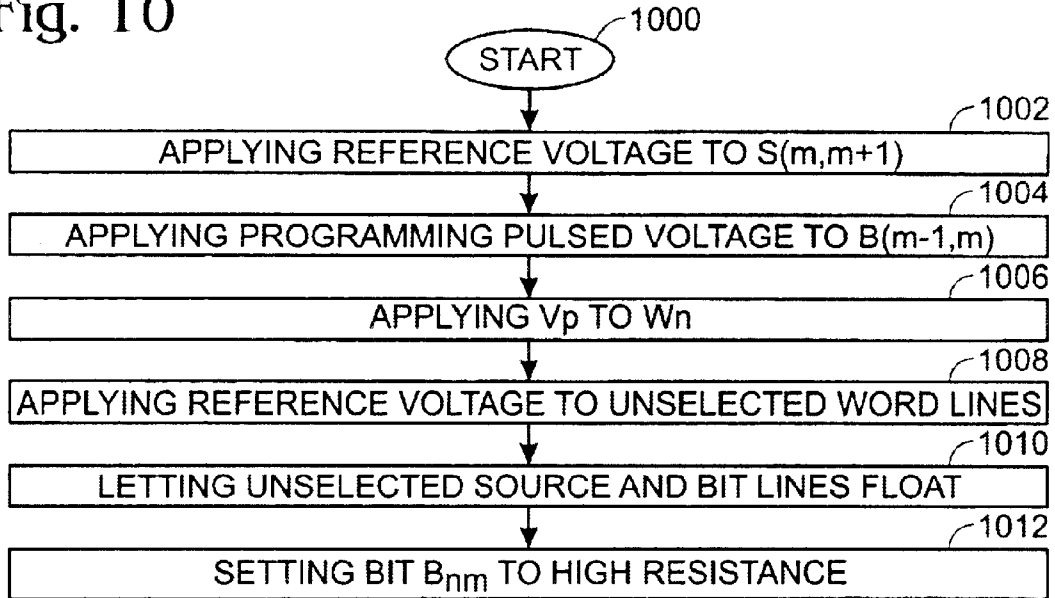 Fig. 10
1000
START
1002
APPLYING REFERENCE VOLTAGE TO S(m,m+1)
1004
APPLYING PROGRAMMING PULSED VOLTAGE TO B(m-1,m)
1006
APPLYING Vp TO Wn
1008
APPLYING REFERENCE VOLTAGE TO UNSELECTED WORD LINES
1010
LETTING UNSELECTED SOURCE AND BIT LINES FLOAT
1012
SETTING BIT Bnm TO HIGH RESISTANCE